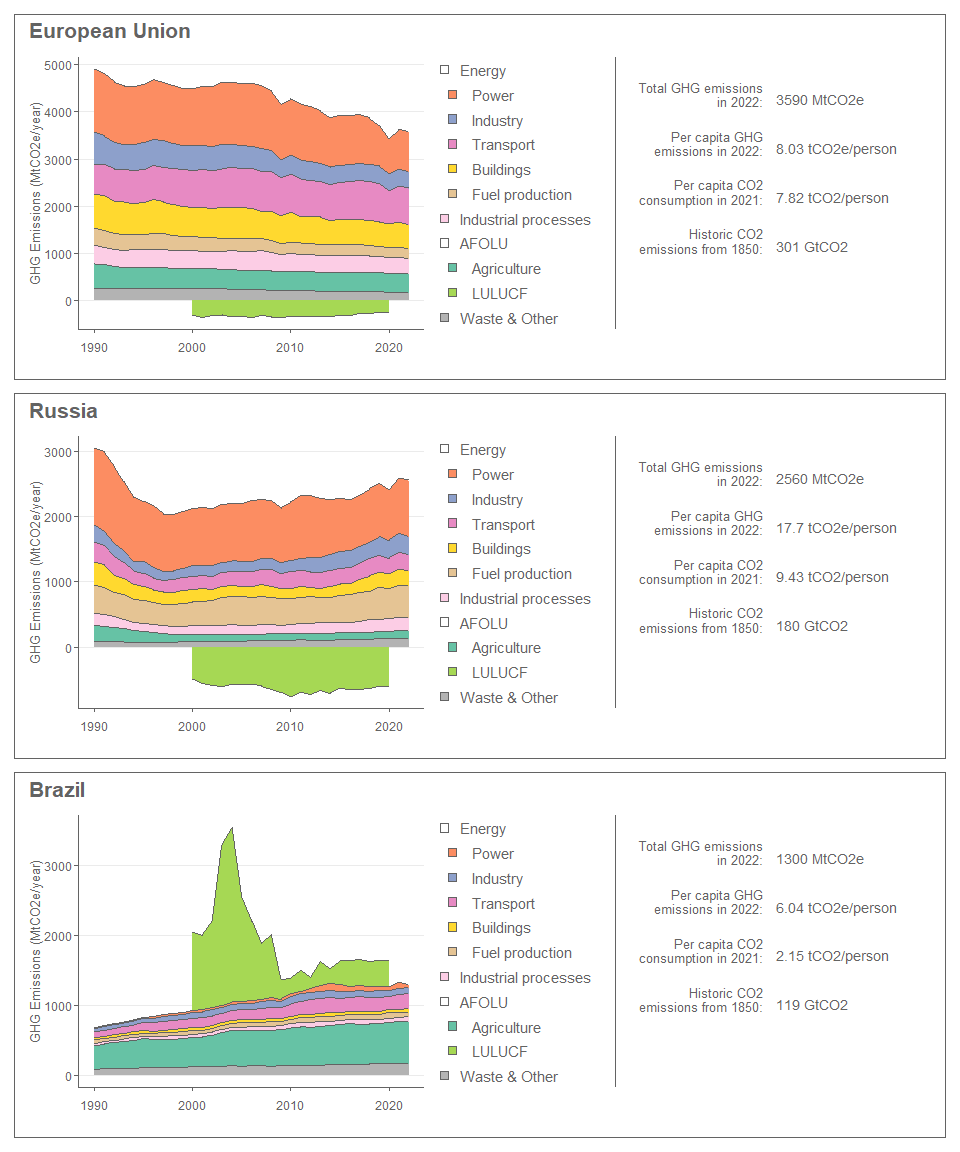 European Union
GHG Emissions (MtCO2e/year)
5000
4000
3000
2000
1000
0
1990
2000
2010
2020
Energy
Power
Industry
Transport
Buildings
Fuel production
Industrial processes
AFOLU
Agriculture
LULUCF
Waste & Other
Total GHG emissions
in 2022: 3590 MtCO2e
Per capita GHG
emissions in 2022: 8.03 tCO2e/person
Per capita CO2
consumption in 2021: 7.82 tCO2/person
Historic CO2
emissions from 1850: 301 GtCO2
Russia
GHG Emissions (MtCO2e/year)
3000
2000
1000
0
1990
2000
2010
2020
Energy
Power
Industry
Transport
Buildings
Fuel production
Industrial processes
AFOLU
Agriculture
LULUCF
Waste & Other
Total GHG emissions
in 2022: 2560 MtCO2e
Per capita GHG
emissions in 2022: 17.7 tCO2e/person
Per capita CO2
consumption in 2021: 9.43 tCO2/person
Historic CO2
emissions from 1850: 180 GtCO2
Brazil
GHG Emissions (MtCO2e/year)
3000
2000
1000
0
1990
2000
2010
2020
Energy
Power
Industry
Transport
Buildings
Fuel production
Industrial processes
AFOLU
Agriculture
LULUCF
Waste & Other
Total GHG emissions
in 2022: 1300 MtCO2e
Per capita GHG
emissions in 2022: 6.04 tCO2e/person
Per capita CO2
consumption in 2021: 2.15 tCO2/person
Historic CO2
emissions from 1850: 119 GtCO2